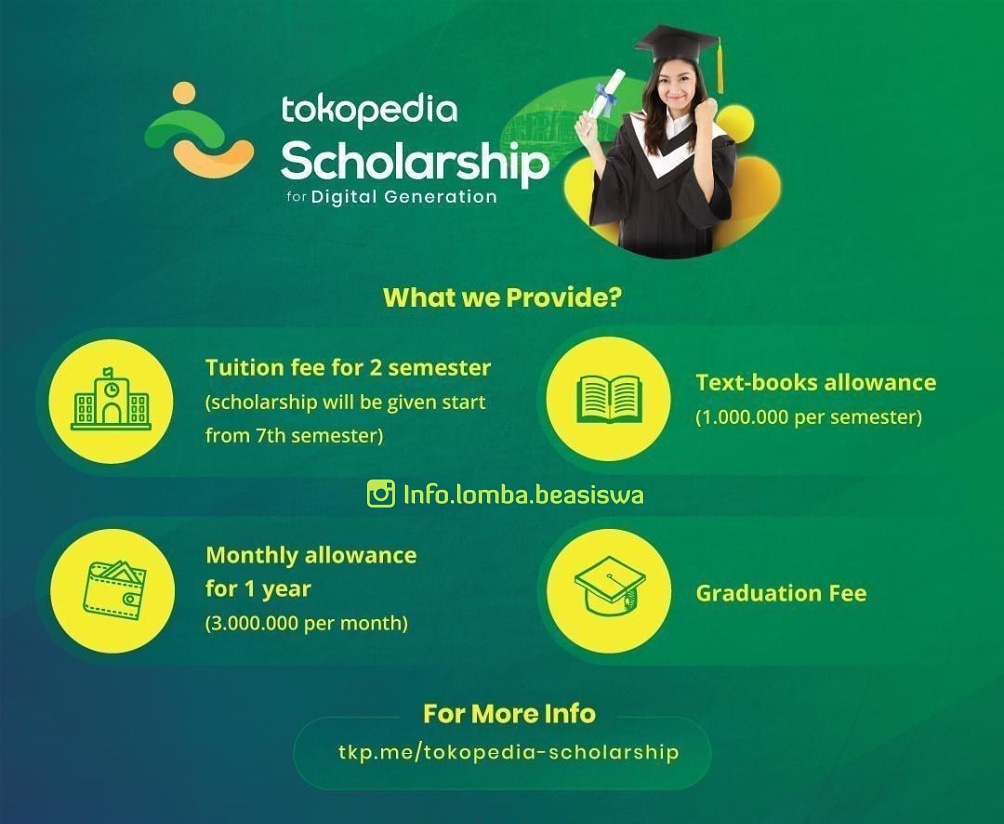 tokopedia
Scholarship
for Digital Generation
What we Provide?
Tuition fee for 2 semester
(scholarship will be given start
from 7th semester)
Text-books allowance
(1.000.000 per semester)
Info.lomba.beasiswa
Monthly allowance
for 1 year
(3.000.000 per month)
Graduation Fee
For More Info
tkp.me/tokopedia-scholarship